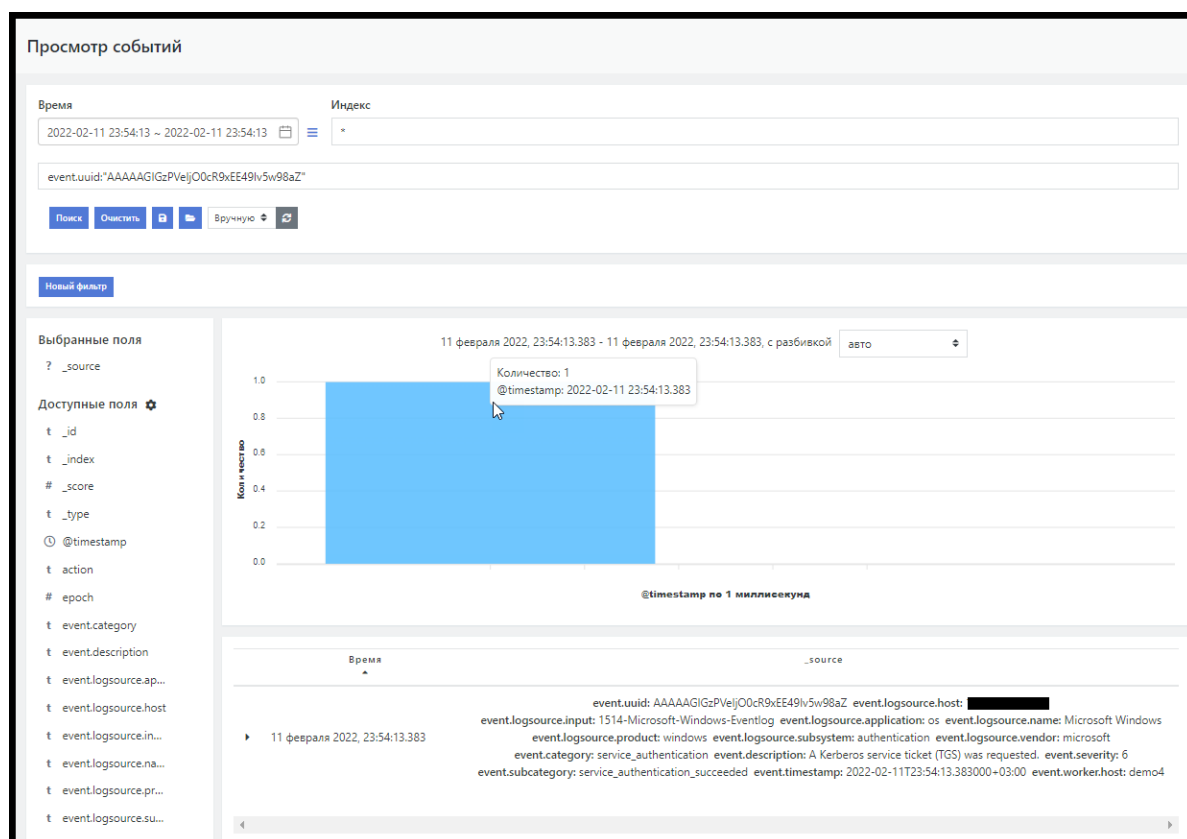 Просмотр событий
Время
Индекс
2022-02-11 23:54:13 ~ 2022-02-11 23:54:13
*
event.uuid:"AAAAAGIGzPVeIjO0cR9xEE49Iv5w98aZ"
Поиск Очистить Вручную
Новый фильтр
Выбранные поля
? _source
Доступные поля
t _id
t _index
# _score
t _type
@timestamp
t action
# epoch
t event.category
t event.description
t event.logsource.ap...
t event.logsource.host
t event.logsource.in...
t event.logsource.na...
t event.logsource.pr...
t event.logsource.su...
11 февраля 2022, 23:54:13.383 - 11 февраля 2022, 23:54:13.383, с разбивкой авто
Количество: 1
@timestamp: 2022-02-11 23:54:13.383
1.0
0.8
0.6
0.4
0.2
0.0
Количество
@timestamp по 1 миллисекунд
Время
_source
11 февраля 2022, 23:54:13.383
event.uuid: AAAAAGIGzPVeIjO0cR9xEE49Iv5w98aZ event.logsource.host:
event.logsource.input: 1514-Microsoft-Windows-Eventlog event.logsource.application: os event.logsource.name: Microsoft Windows
event.logsource.product: windows event.logsource.subsystem: authentication event.logsource.vendor: microsoft
event.category: service_authentication event.description: A Kerberos service ticket (TGS) was requested. event.severity: 6
event.subcategory: service_authentication_succeeded event.timestamp: 2022-02-11T23:54:13.383000+03:00 event.worker.host: demo4